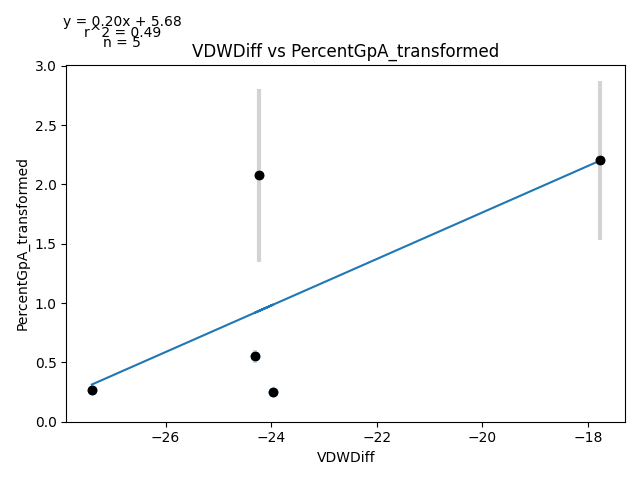 y = 0.20x + 5.68
r^2 = 0.49
n = 5
VDWDiff vs PercentGpA_transformed
3.0
2.5
2.0
1.5
1.0
0.5
0.0
PercentGpA_transformed
−26 −24 −22 −20 −18
VDWDiff